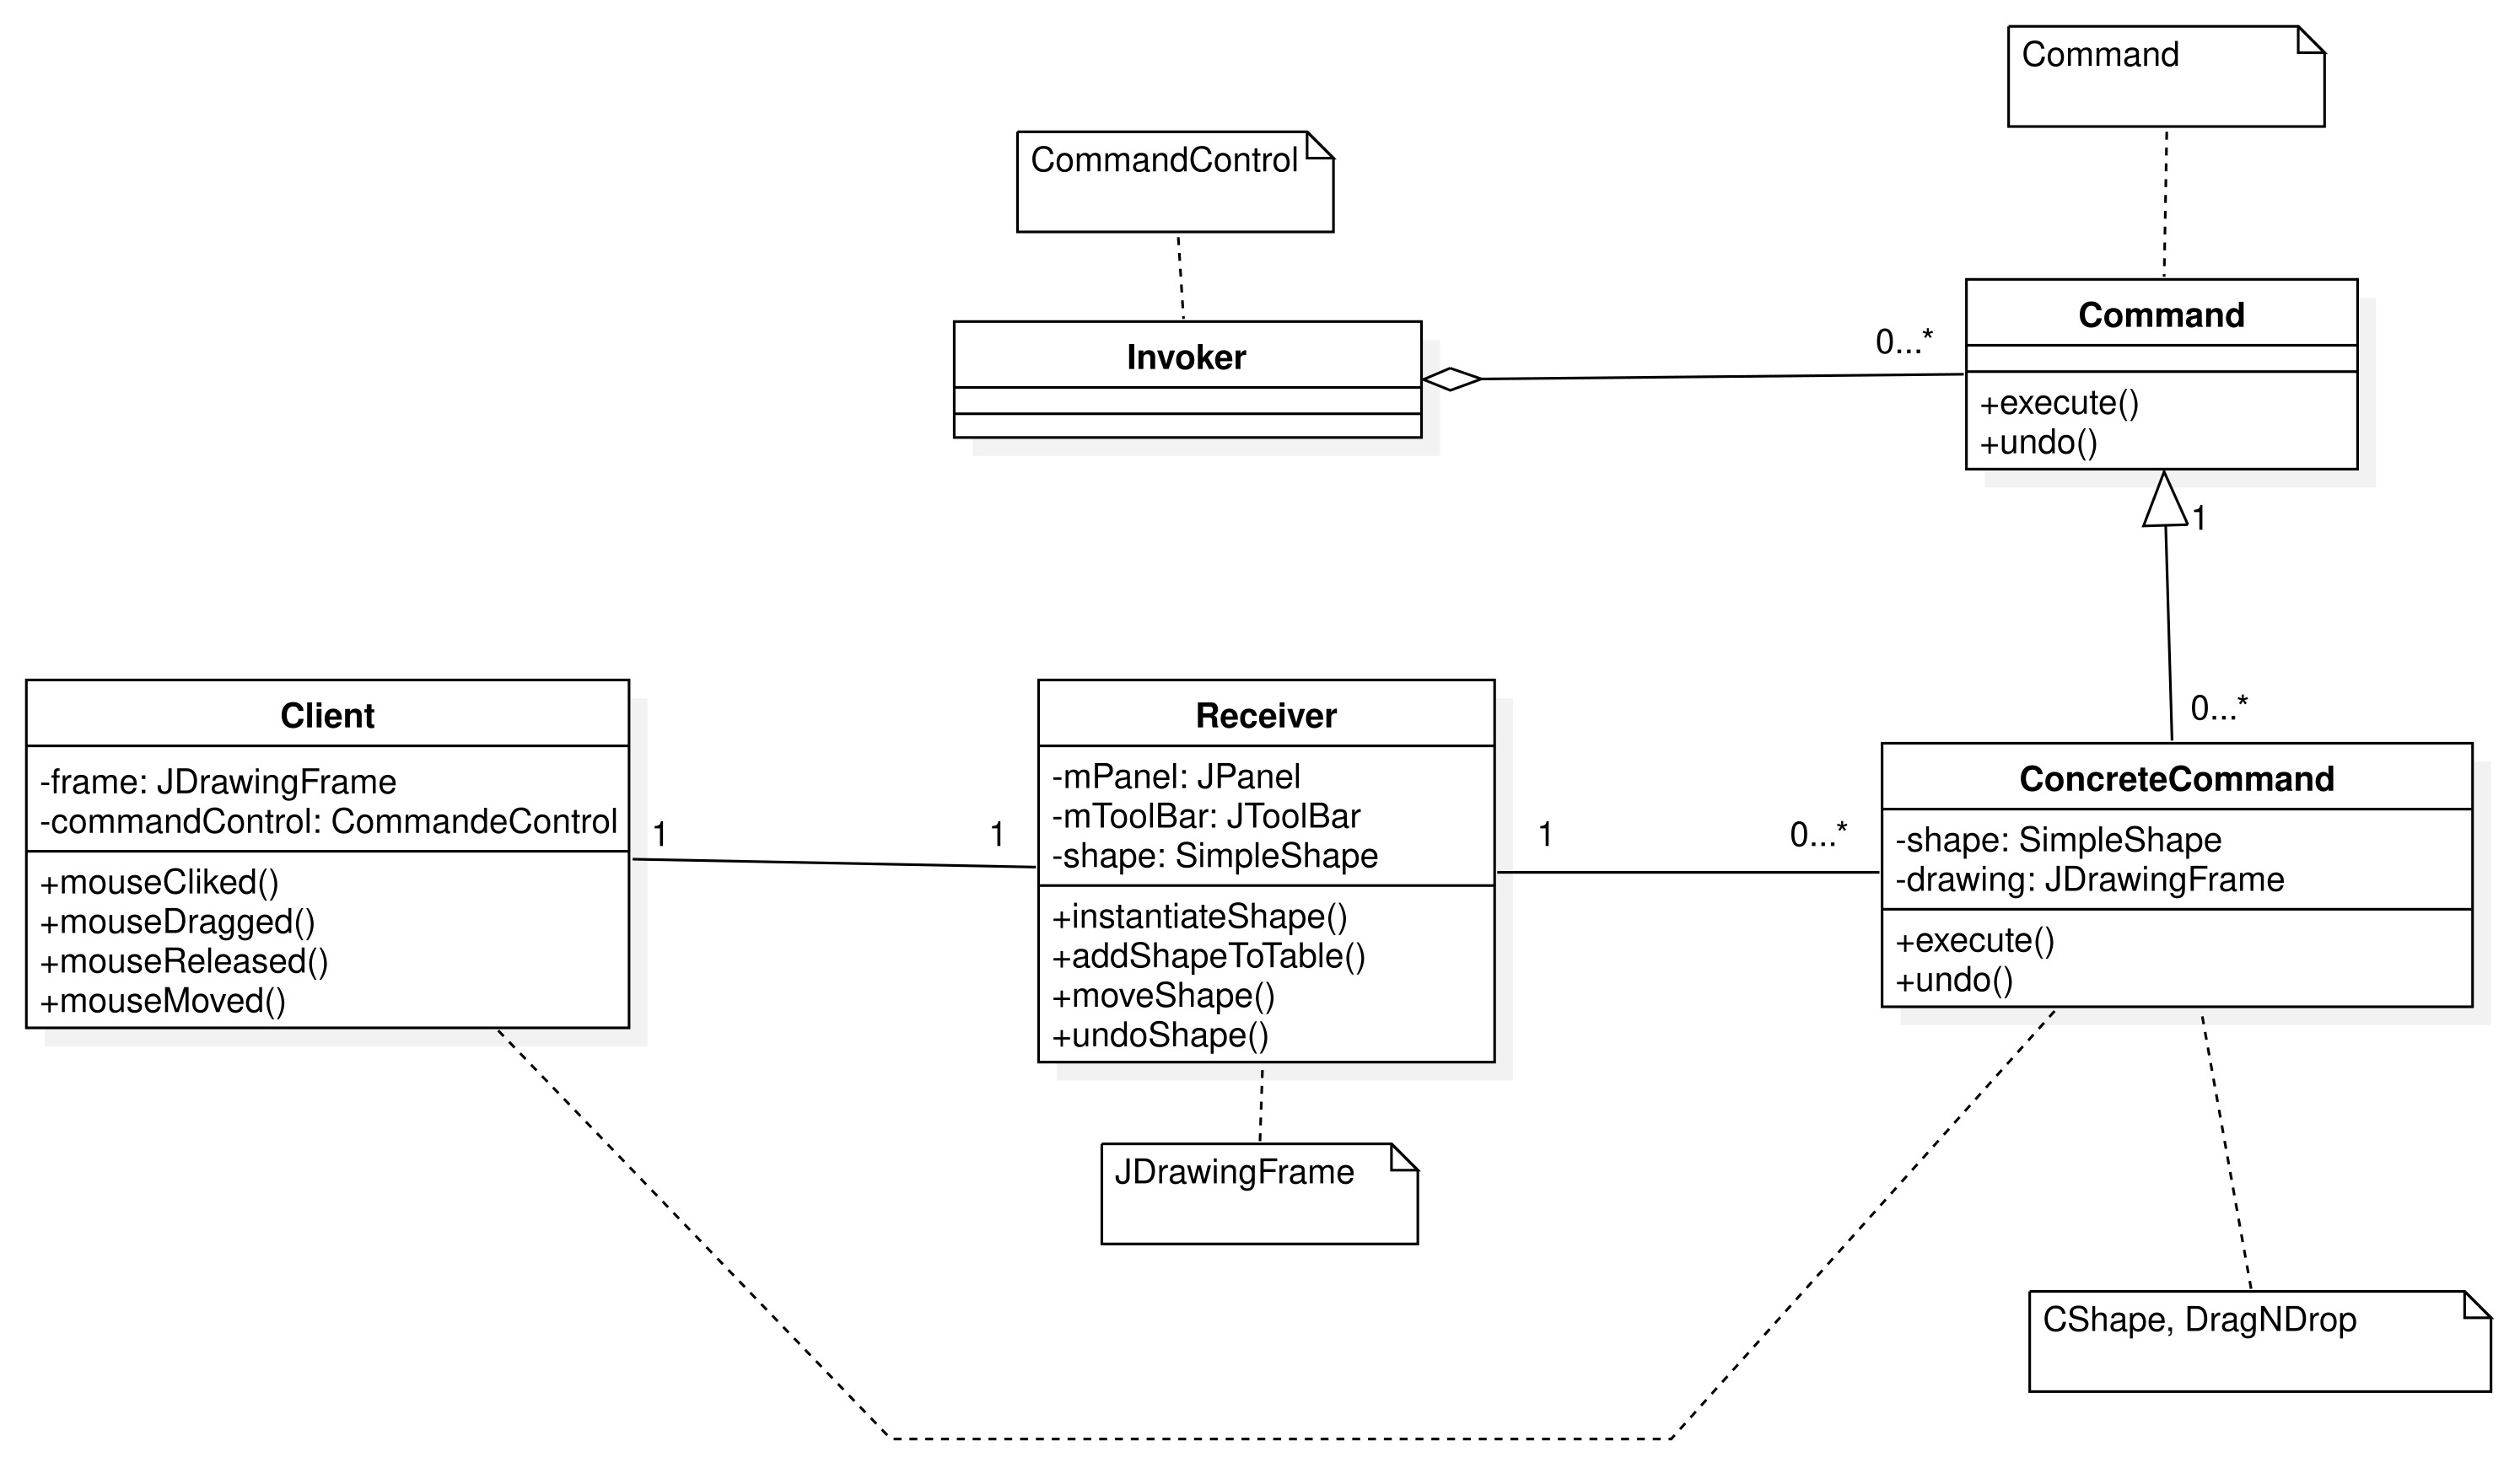 Command
CommandControl
Invoker
0...*
Command
+execute()
+undo()
1
0...*
Client
-frame: JDrawingFrame
-commandControl: CommandeControl
+mouseCliked()
+mouseDragged()
+mouseReleased()
+mouseMoved()
1
1
Receiver
-mPanel: JPanel
-mToolBar: JToolBar
-shape: SimpleShape
+instantiateShape()
+addShapeToTable()
+moveShape()
+undoShape()
1
0...*
ConcreteCommand
-shape: SimpleShape
-drawing: JDrawingFrame
+execute()
+undo()
JDrawingFrame
CShape, DragNDrop